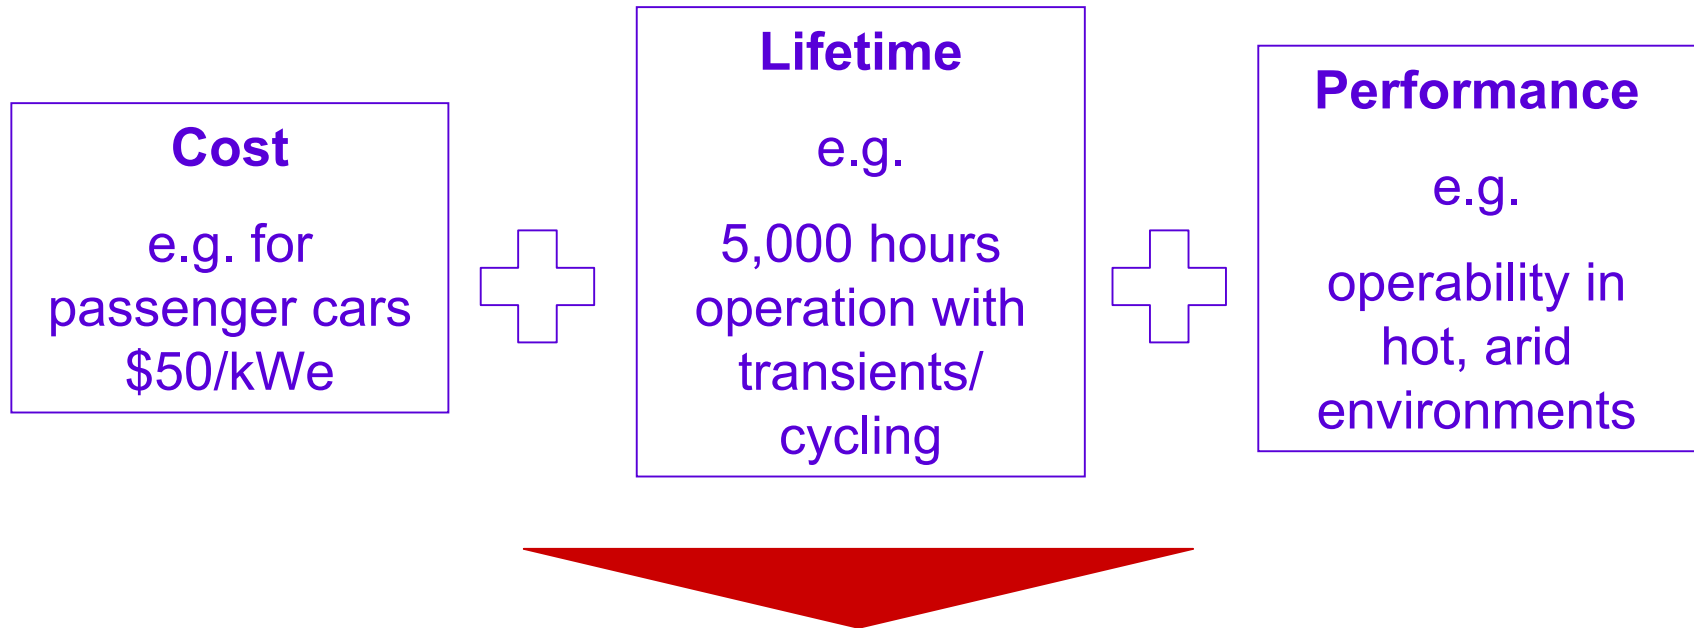 Cost
e.g. for
passenger cars
$50/kWe
Lifetime
e.g.
5,000 hours
operation with
transients/
cycling
Performance
e.g.
operability in
hot, arid
environments